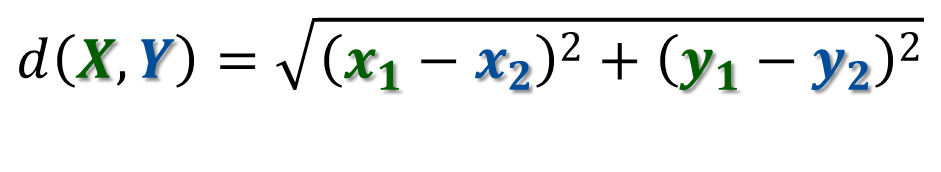 d(X, Y) = √(x₁ − x₂)² + (y₁ − y₂)²